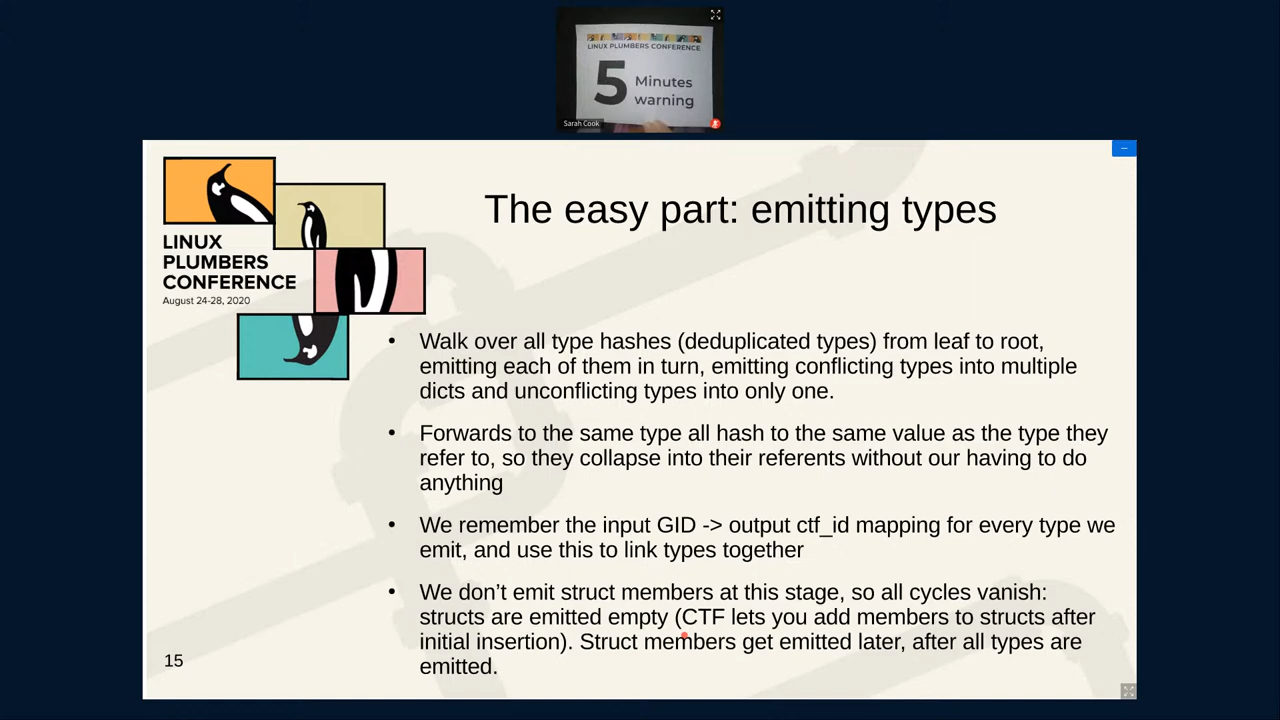 LINUX PLUMBERS CONFERENCE
5 Minutes
warning
Sarah Cook
The easy part: emitting types
LINUX
PLUMBERS
CONFERENCE
August 24-28, 2020
• Walk over all type hashes (deduplicated types) from leaf to root,
emitting each of them in turn, emitting conflicting types into multiple
dicts and unconflicting types into only one.
• Forwards to the same type all hash to the same value as the type they
refer to, so they collapse into their referents without our having to do
anything
• We remember the input GID -> output ctf_id mapping for every type we
emit, and use this to link types together
• We don’t emit struct members at this stage, so all cycles vanish:
structs are emitted empty (CTF lets you add members to structs after
initial insertion). Struct members get emitted later, after all types are
emitted.
15